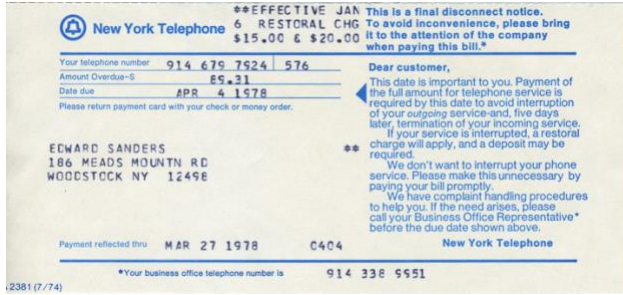 New York Telephone
**EFFECTIVE JAN
6 RESTORAL CHG
$15.00 & $20.00
This is a final disconnect notice.
To avoid inconvenience, please bring
it to the attention of the company
when paying this bill.*
Your telephone number 914 679 7924 576
Amount Overdue-$ 89.31
Date due APR 4 1978
Please return payment card with your check or money order.
EDWARD SANDERS
186 MEADS MOUNTN RD
WOODSTOCK NY 12498
**
Dear customer,
This date is important to you. Payment of
the full amount for telephone service is
required by this date to avoid interruption
of your outgoing service-and, five days
later, termination of your incoming service.
If your service is interrupted, a restoral
charge will apply, and a deposit may be
required.
We don't want to interrupt your phone
service. Please make this unnecessary by
paying your bill promptly.
We have complaint handling procedures
to help you. If the need arises, please
call your Business Office Representative*
before the due date shown above.
New York Telephone
Payment reflected thru MAR 27 1978 0404
*Your business office telephone number is 914 338 9951
2381 (7/74)